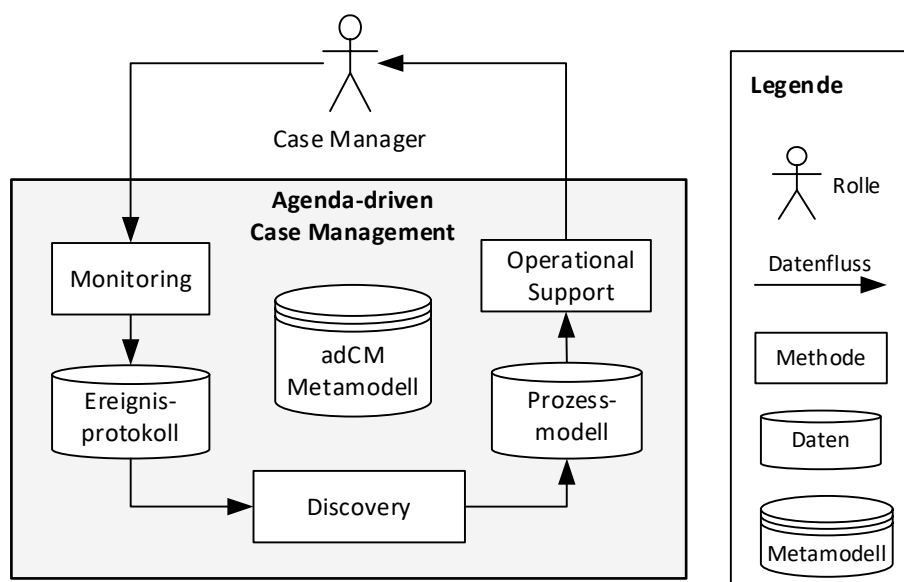 Case Manager
Agenda-driven
Case Management
Monitoring
Operational
Support
adCM
Metamodell
Ereignis-
protokoll
Prozess-
modell
Discovery
Legende
Rolle
Datenfluss
Methode
Daten
Metamodell